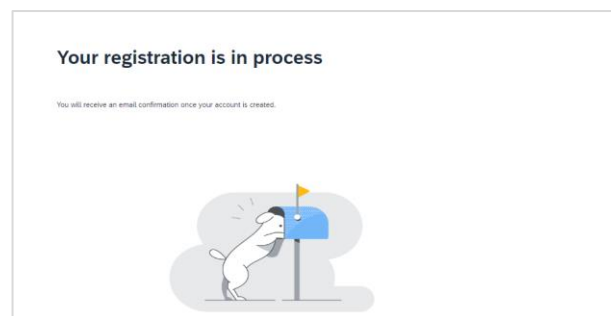 Your registration is in process
You will receive an email confirmation once your account is created.